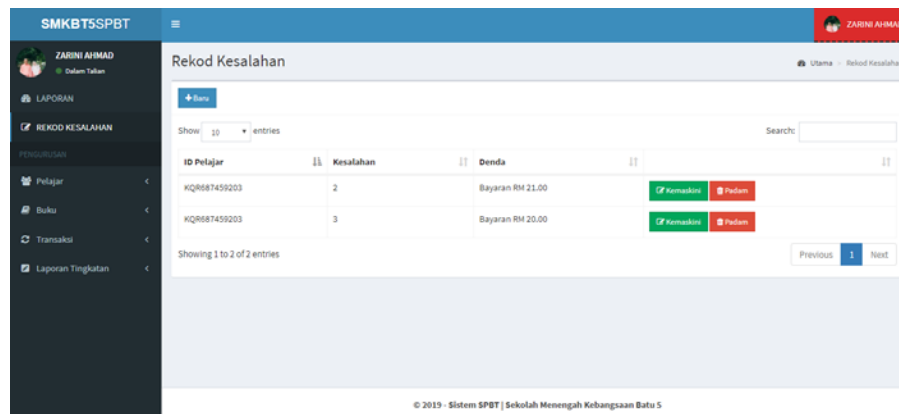 SMKBT5SPBT
ZARINI AHMA
ZARINI AHMAD
Dalam Talian
LAPORAN
REKOD KESALAHAN
PENGURUSAN
Pelajar
Buku
Transaksi
Laporan Tingkatan
Rekod Kesalahan
Utama > Rekod Kesalaha
+ Baru
Show 10 entries
Search:
ID Pelajar Kesalahan Denda
KQR687459203 2 Bayaran RM 21.00 Kemaskini Padam
KQR687459203 3 Bayaran RM 20.00 Kemaskini Padam
Showing 1 to 2 of 2 entries
Previous 1 Next
© 2019 - Sistem SPBT | Sekolah Menengah Kebangsaan Batu 5